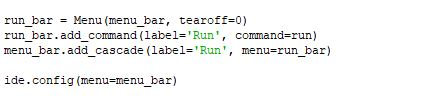 run_bar = Menu(menu_bar, tearoff=0)
run_bar.add_command(label='Run', command=run)
menu_bar.add_cascade(label='Run', menu=run_bar)
ide.config(menu=menu_bar)